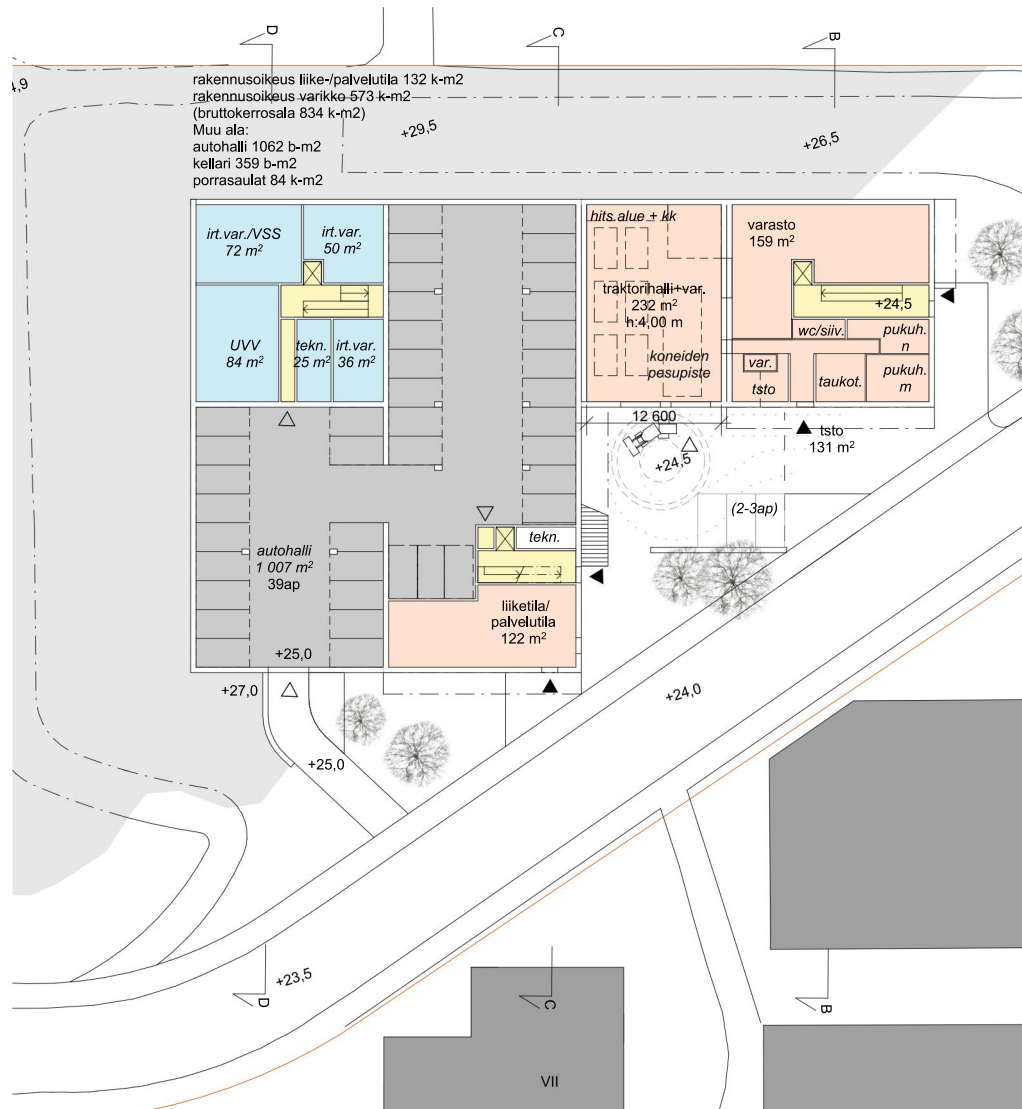 D
C
B
4,9
rakennusoikeus liike-/palvelutila 132 k-m2
rakennusoikeus varikko 573 k-m2
(bruttokerrosala 834 k-m2)
Muu ala:
autohalli 1062 b-m2
kellari 359 b-m2
porrasaulat 84 k-m2
+29,5
+26,5
irt.var./VSS
72 m²
irt.var.
50 m²
hits.alue + kk
varasto
159 m²
traktorihalli+var.
232 m²
h:4,00 m
+24,5
UVV
84 m²
tekn.
25 m²
irt.var.
36 m²
koneiden
pesupiste
wc/siiv.
pukuh.
n
var.
tsto
taukot.
pukuh.
m
12 600
tsto
131 m²
+24,5
(2-3ap)
tekn.
autohalli
1 007 m²
39ap
liiketila/
palvelutila
122 m²
+25,0
+27,0
+24,0
+25,0
+23,5
D
C
B
VII